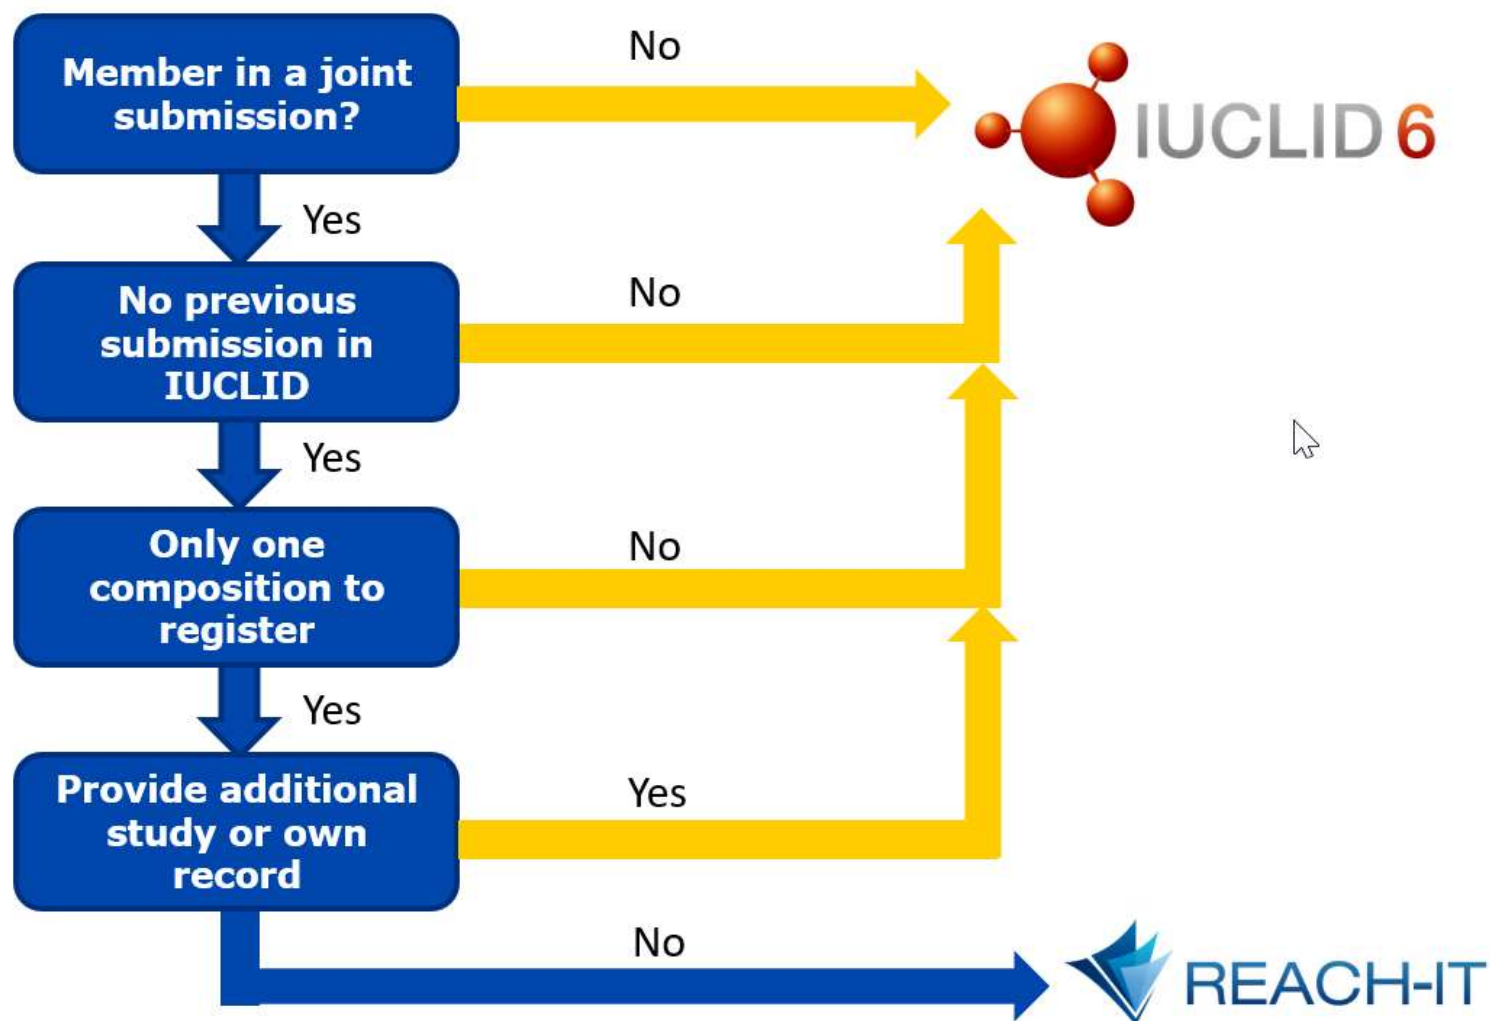 Member in a joint
submission?
No
IUCLID 6
Yes
No previous
submission in
IUCLID
No
Yes
Only one
composition to
register
No
Yes
Provide additional
study or own
record
Yes
No
REACH-IT